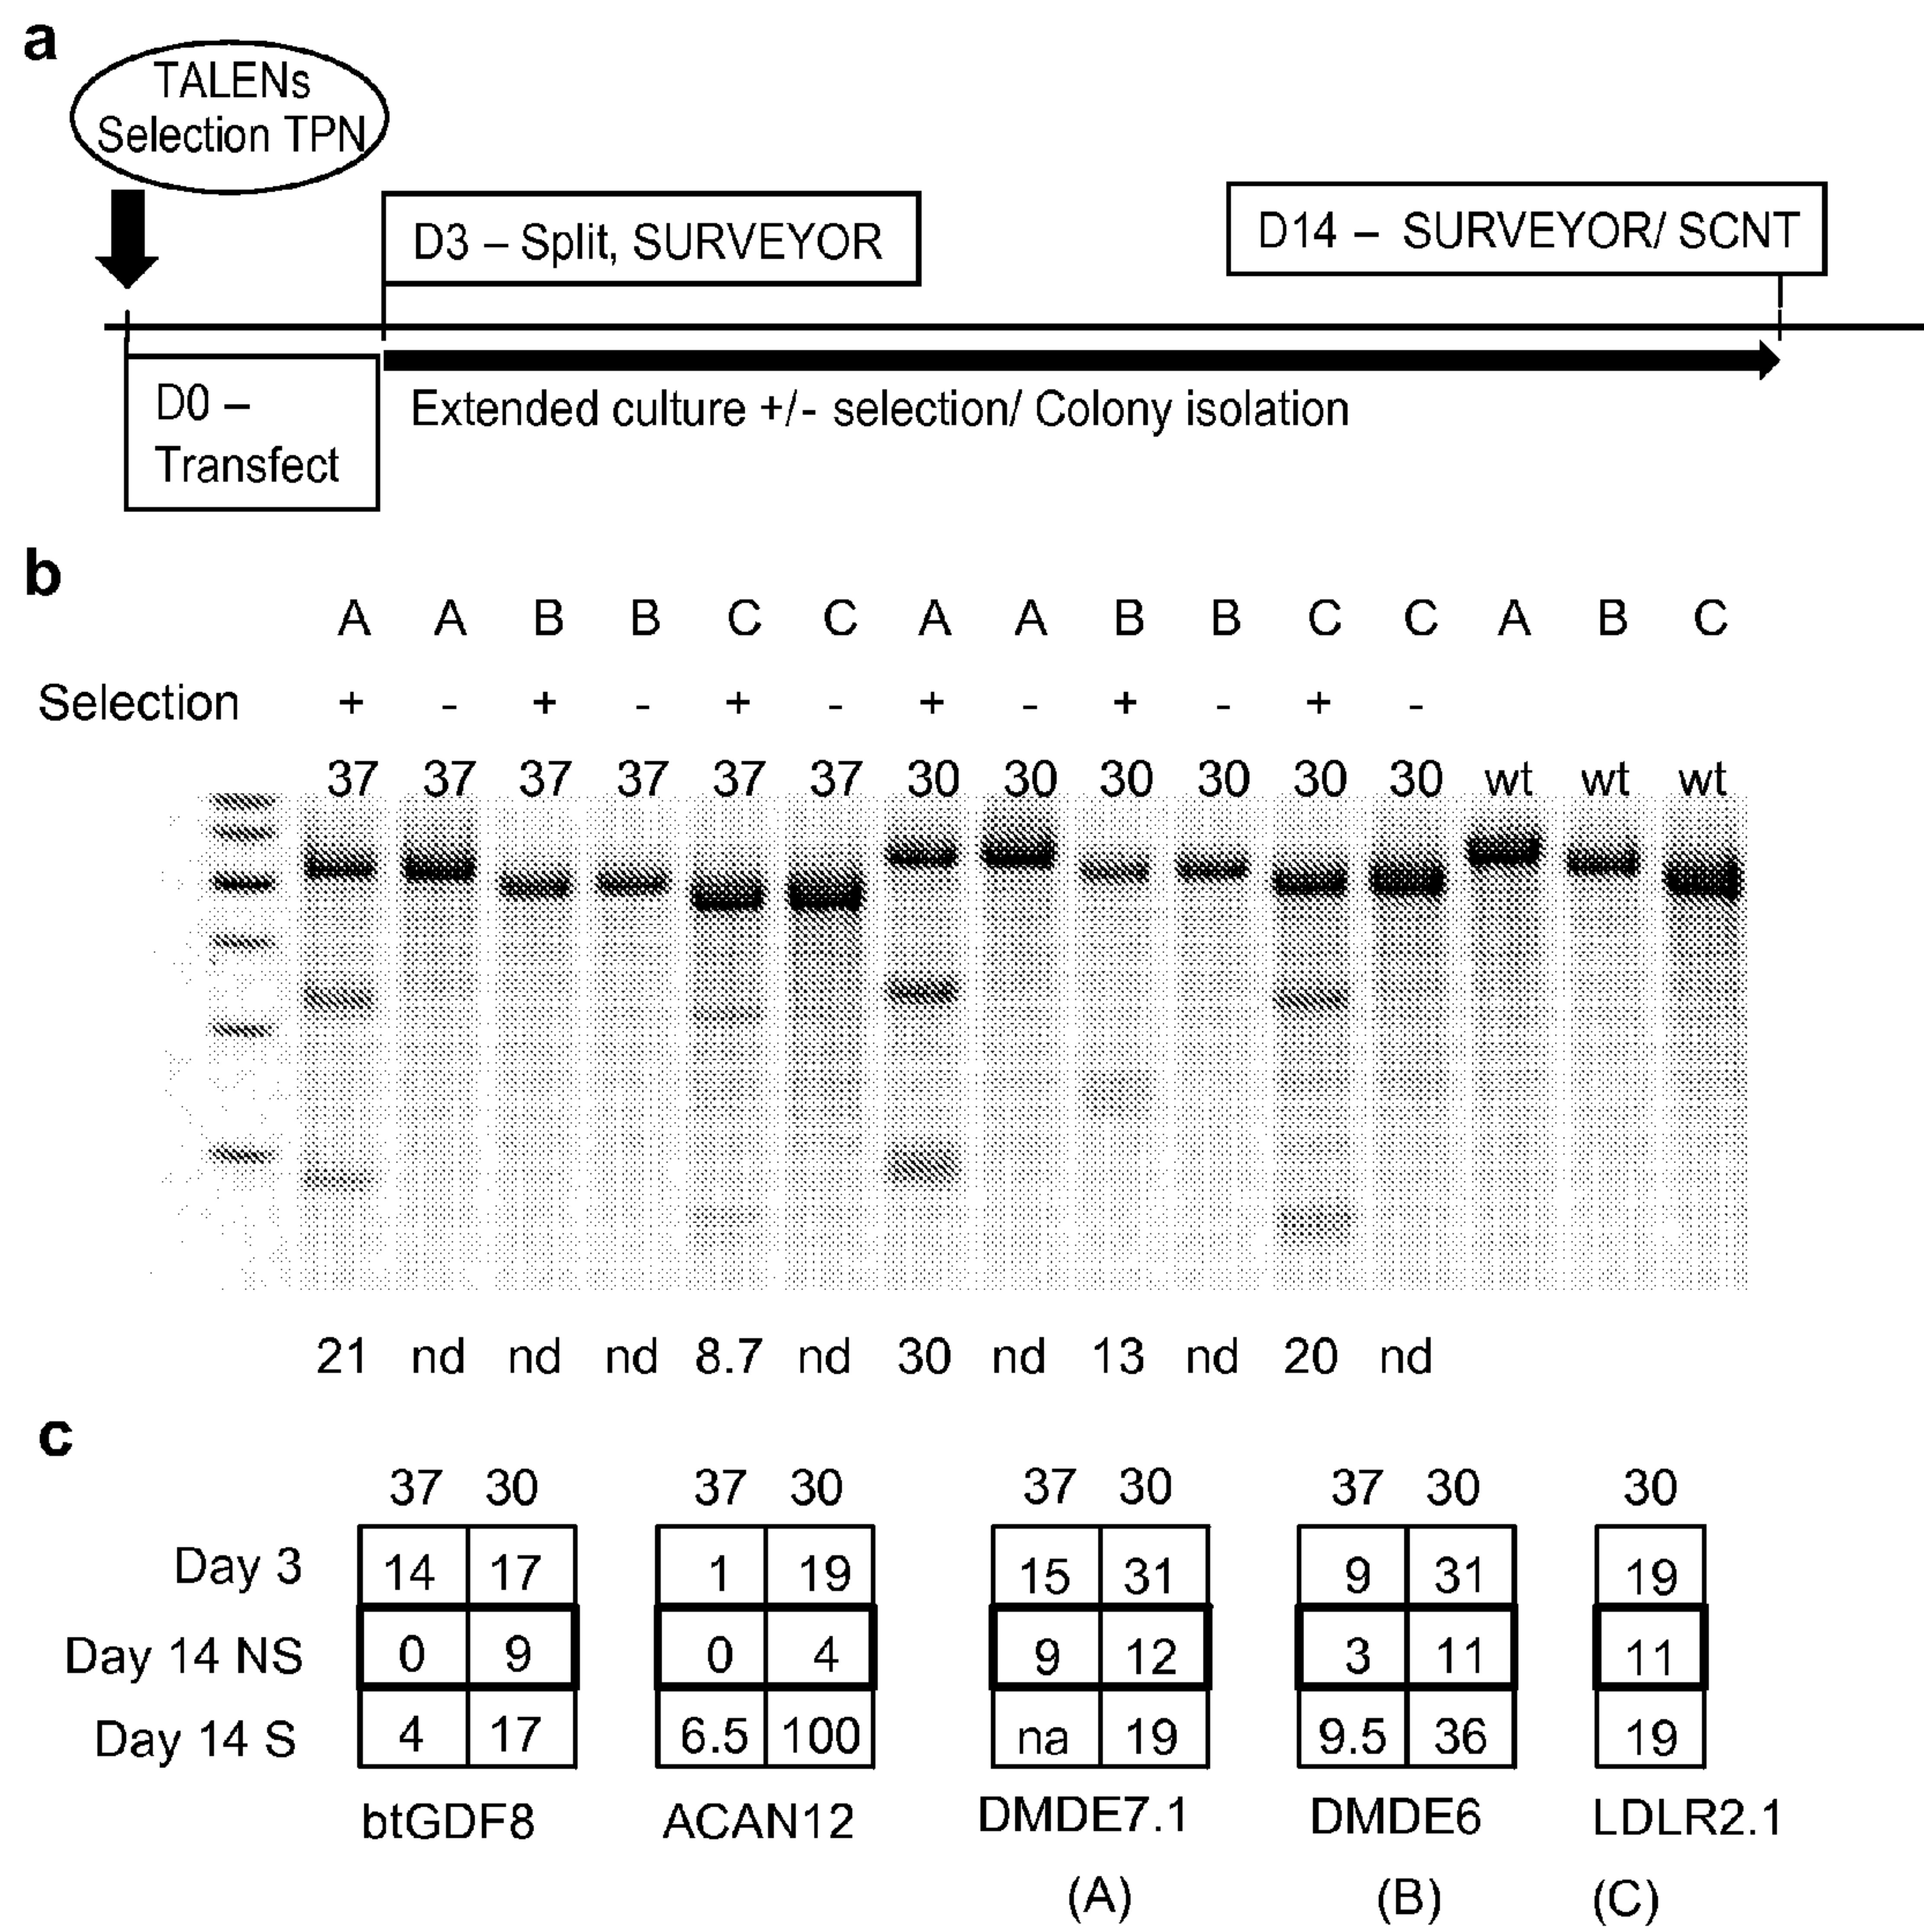 a
TALENs
Selection TPN
D3 – Split, SURVEYOR
D14 – SURVEYOR/ SCNT
D0 –
Transfect
Extended culture +/- selection/ Colony isolation
b
A A B B C C A A B B C C A B C
Selection + - + - + - + - + - + -
37 37 37 37 37 37 30 30 30 30 30 30 wt wt wt
21 nd nd nd 8.7 nd 30 nd 13 nd 20 nd
c
37 30 37 30 37 30 37 30 30
Day 3 14 17 1 19 15 31 9 31 19
Day 14 NS 0 9 0 4 9 12 3 11 11
Day 14 S 4 17 6.5 100 na 19 9.5 36 19
btGDF8 ACAN12 DMDE7.1 DMDE6 LDLR2.1
(A) (B) (C)